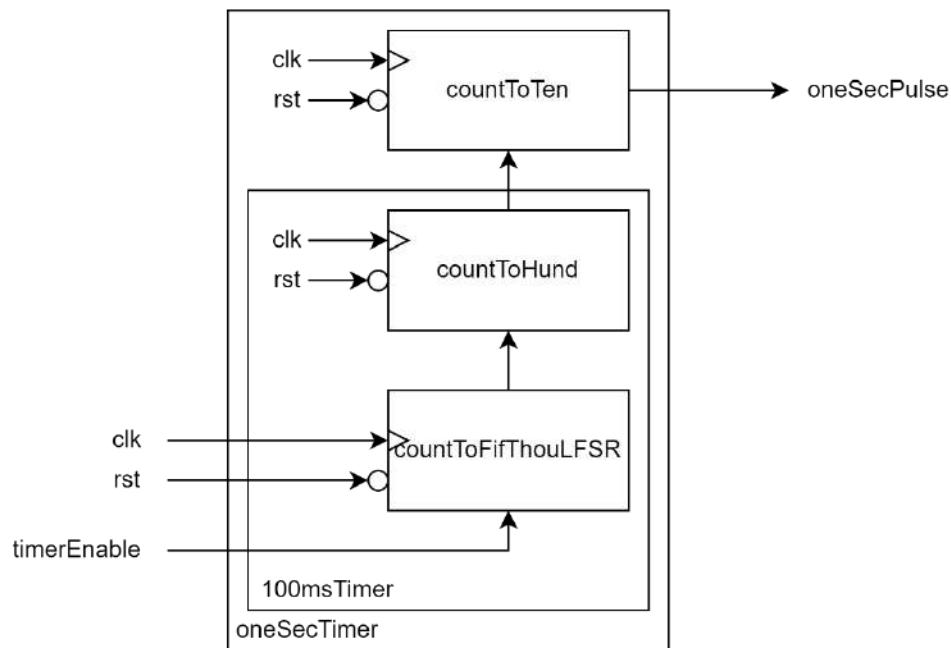 clk
rst
countToTen
oneSecPulse
clk
rst
countToHund
clk
rst
countToFifThouLFSR
timerEnable
100msTimer
oneSecTimer